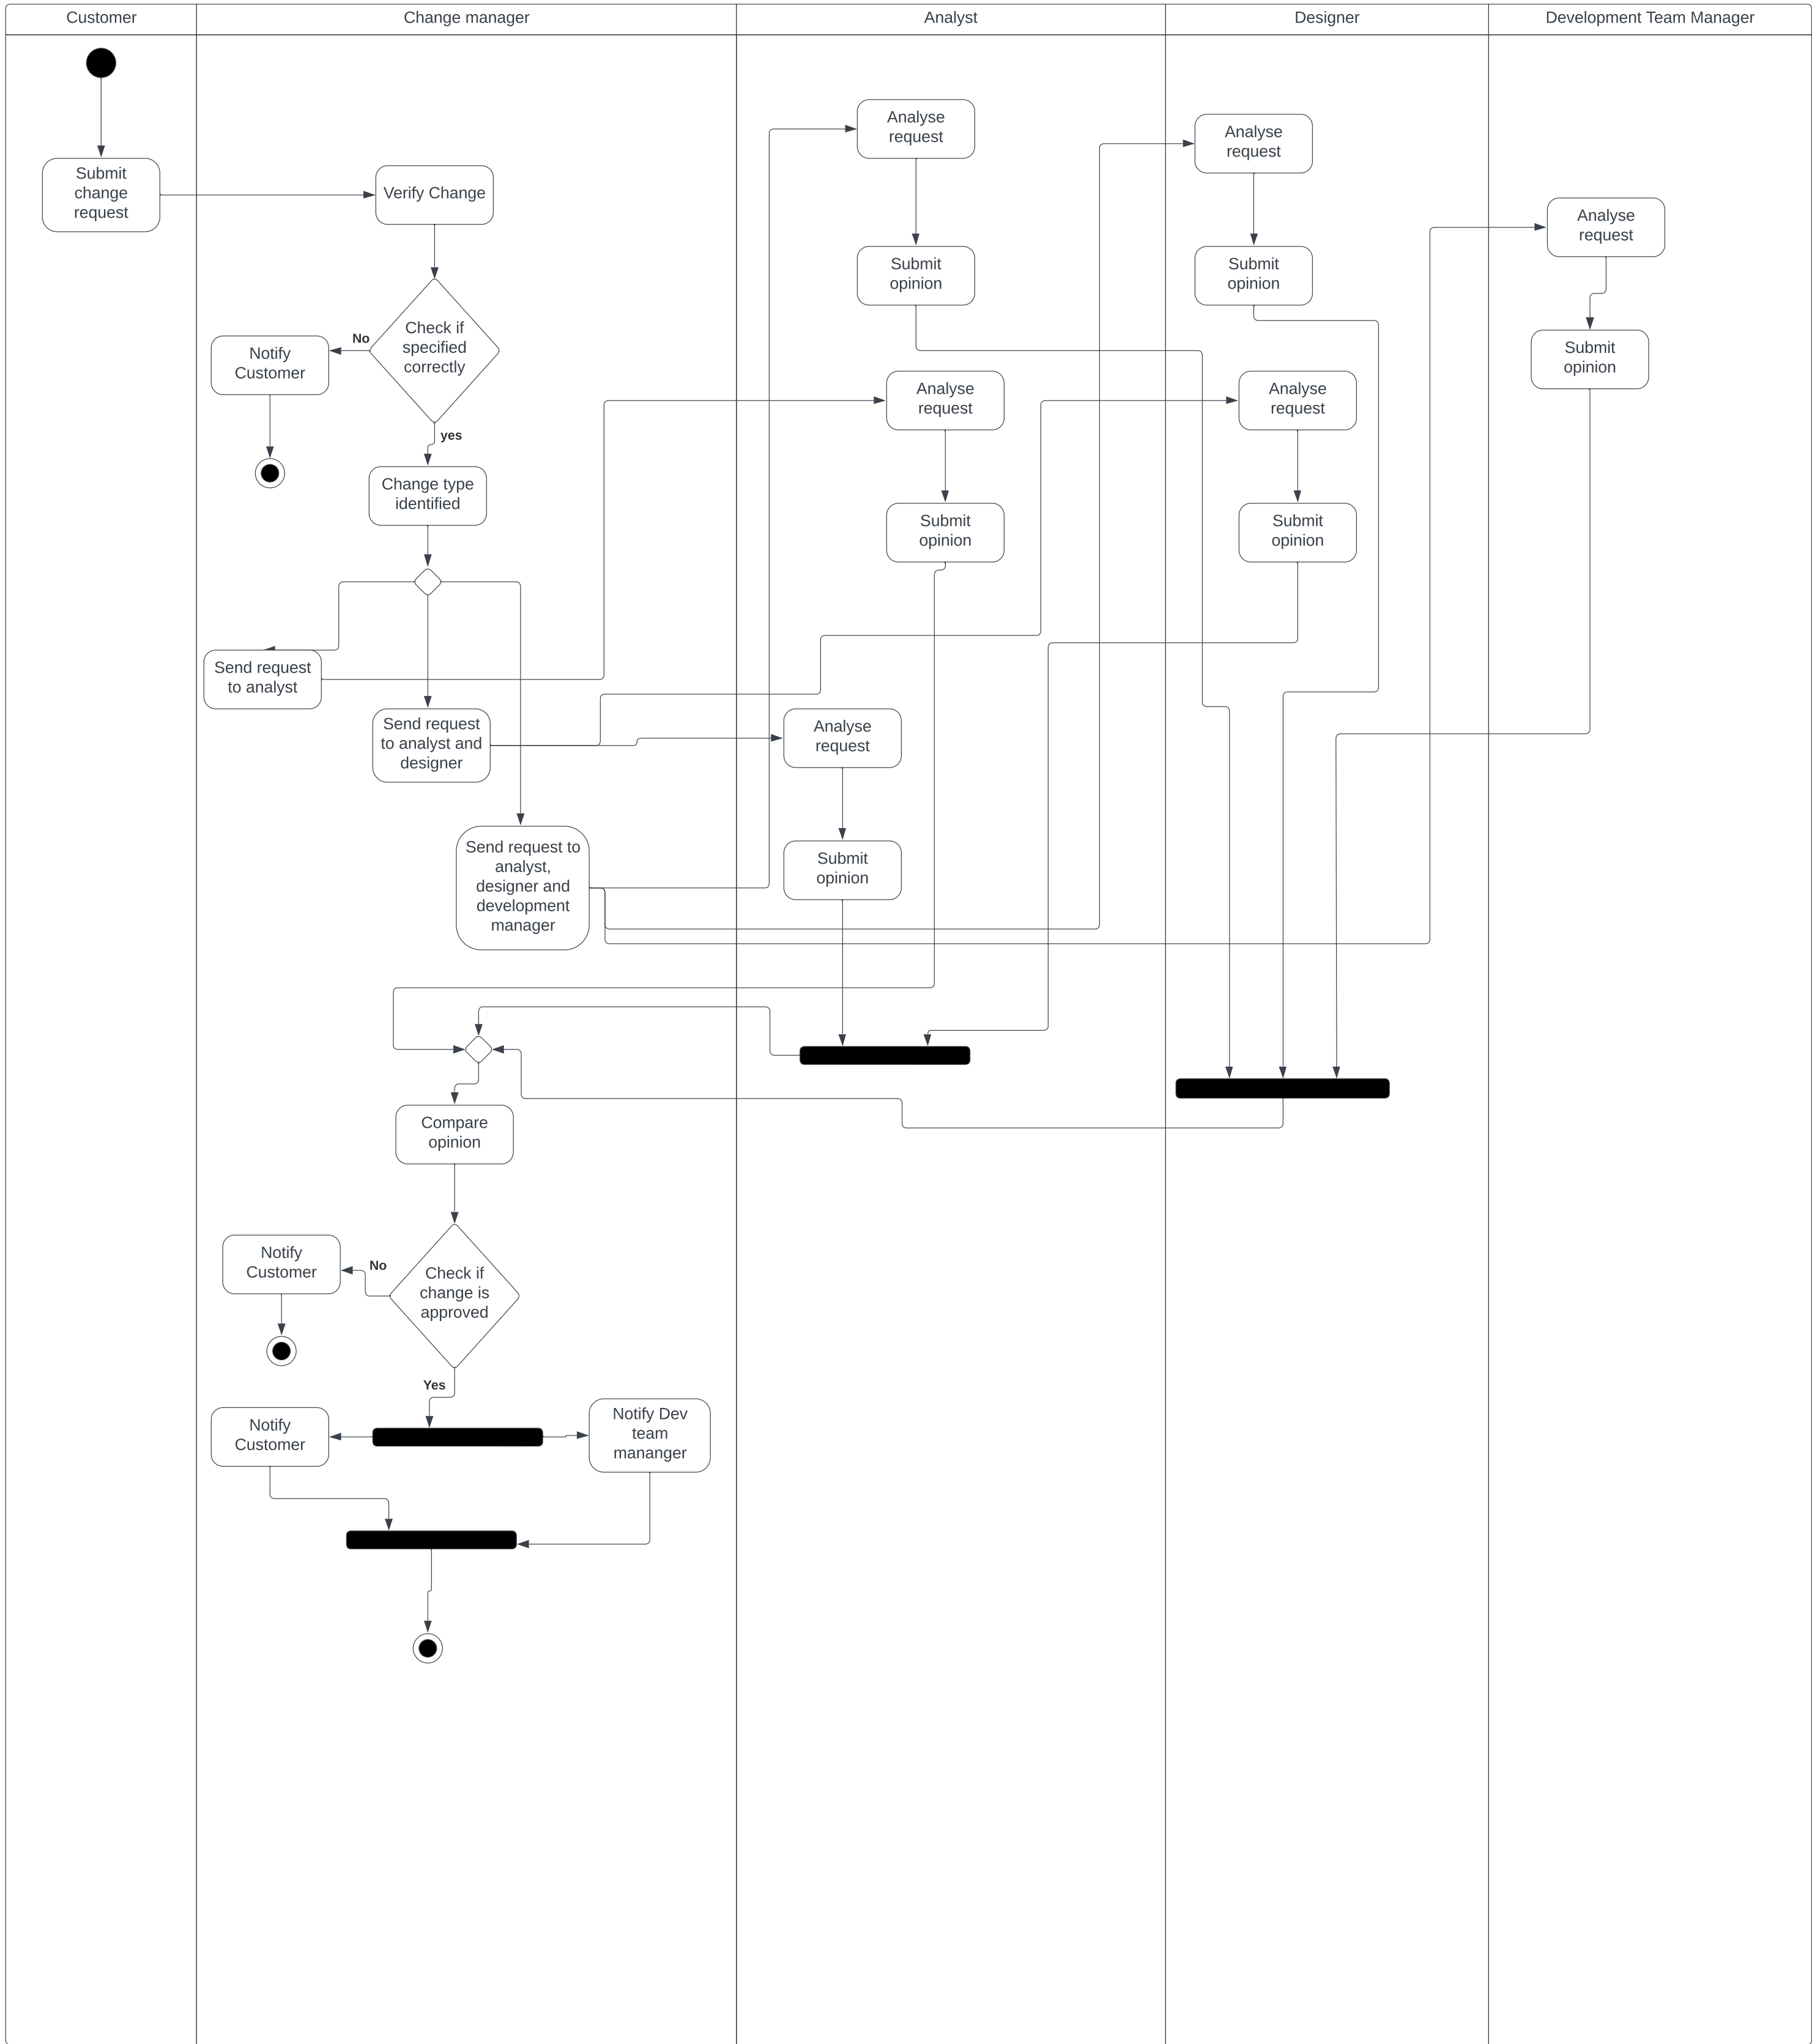 Customer
Change manager
Analyst
Designer
Development Team Manager
Submit
change
request
Verify Change
Analyse
request
Analyse
request
Analyse
request
Submit
opinion
Submit
opinion
Submit
opinion
Check if
specified
correctly
No
Notify
Customer
yes
Change type
identified
Analyse
request
Analyse
request
Submit
opinion
Submit
opinion
Send request
to analyst
Send request
to analyst and
designer
Analyse
request
Submit
opinion
Send request to
analyst,
designer and
development
manager
Compare
opinion
Check if
change is
approved
No
Notify
Customer
Yes
Notify
Customer
Notify Dev
team
mananger